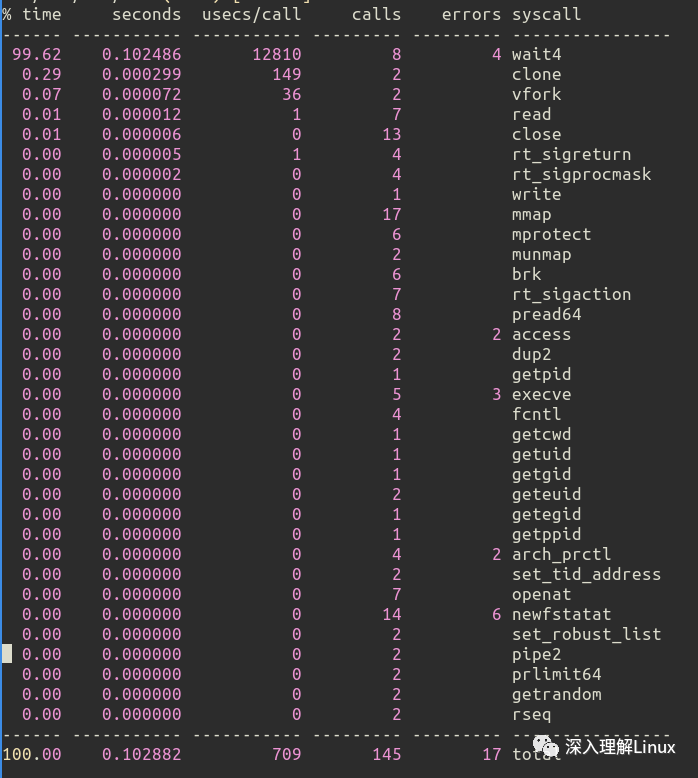 % time     seconds  usecs/call     calls    errors syscall
------ ----------- ----------- --------- --------- ----------------
 99.62    0.102486       12810         8         4 wait4
  0.29    0.000299         149         2           clone
  0.07    0.000072          36         2           vfork
  0.01    0.000012           1         7           read
  0.01    0.000006           0        13           close
  0.00    0.000005           1         4           rt_sigreturn
  0.00    0.000002           0         4           rt_sigprocmask
  0.00    0.000000           0         1           write
  0.00    0.000000           0        17           mmap
  0.00    0.000000           0         6           mprotect
  0.00    0.000000           0         2           munmap
  0.00    0.000000           0         6           brk
  0.00    0.000000           0         7           rt_sigaction
  0.00    0.000000           0         8           pread64
  0.00    0.000000           0         2         2 access
  0.00    0.000000           0         2           dup2
  0.00    0.000000           0         1           getpid
  0.00    0.000000           0         5         3 execve
  0.00    0.000000           0         4           fcntl
  0.00    0.000000           0         1           getcwd
  0.00    0.000000           0         1           getuid
  0.00    0.000000           0         1           getgid
  0.00    0.000000           0         2           geteuid
  0.00    0.000000           0         1           getegid
  0.00    0.000000           0         1           getppid
  0.00    0.000000           0         4         2 arch_prctl
  0.00    0.000000           0         2           set_tid_address
  0.00    0.000000           0         7           openat
  0.00    0.000000           0        14         6 newfstatat
  0.00    0.000000           0         2           set_robust_list
  0.00    0.000000           0         2           pipe2
  0.00    0.000000           0         2           prlimit64
  0.00    0.000000           0         2           getrandom
  0.00    0.000000           0         2           rseq
------ ----------- ----------- --------- --------- ----------------
100.00    0.102882         709       145        17 total
深入理解Linux